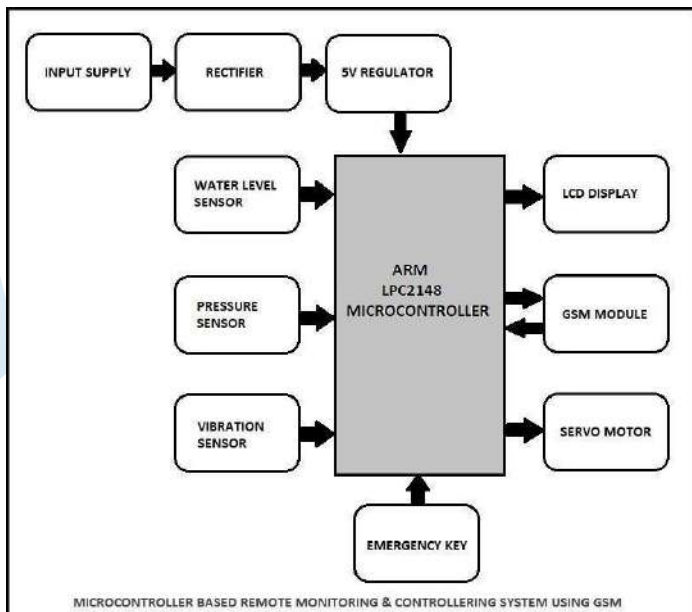 INPUT SUPPLY
RECTIFIER
5V REGULATOR
WATER LEVEL
SENSOR
LCD DISPLAY
ARM
LPC2148
MICROCONTROLLER
PRESSURE
SENSOR
GSM MODULE
VIBRATION
SENSOR
SERVO MOTOR
EMERGENCY KEY
MICROCONTROLLER BASED REMOTE MONITORING & CONTROLLERING SYSTEM USING GSM